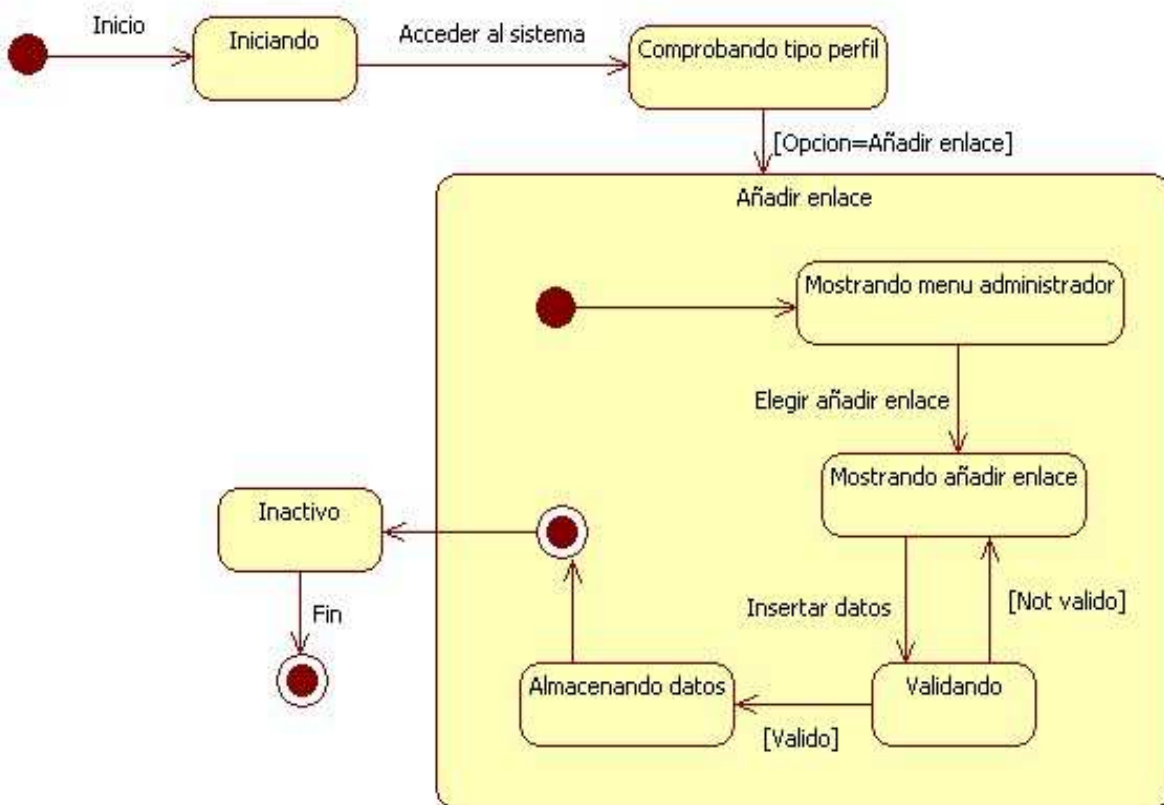 Inicio
Iniciando
Acceder al sistema
Comprobando tipo perfil
[Opcion=Añadir enlace]
Añadir enlace
Mostrando menu administrador
Elegir añadir enlace
Mostrando añadir enlace
Inactivo
Insertar datos
[Not valido]
Fin
Almacenando datos
Validando
[Valido]